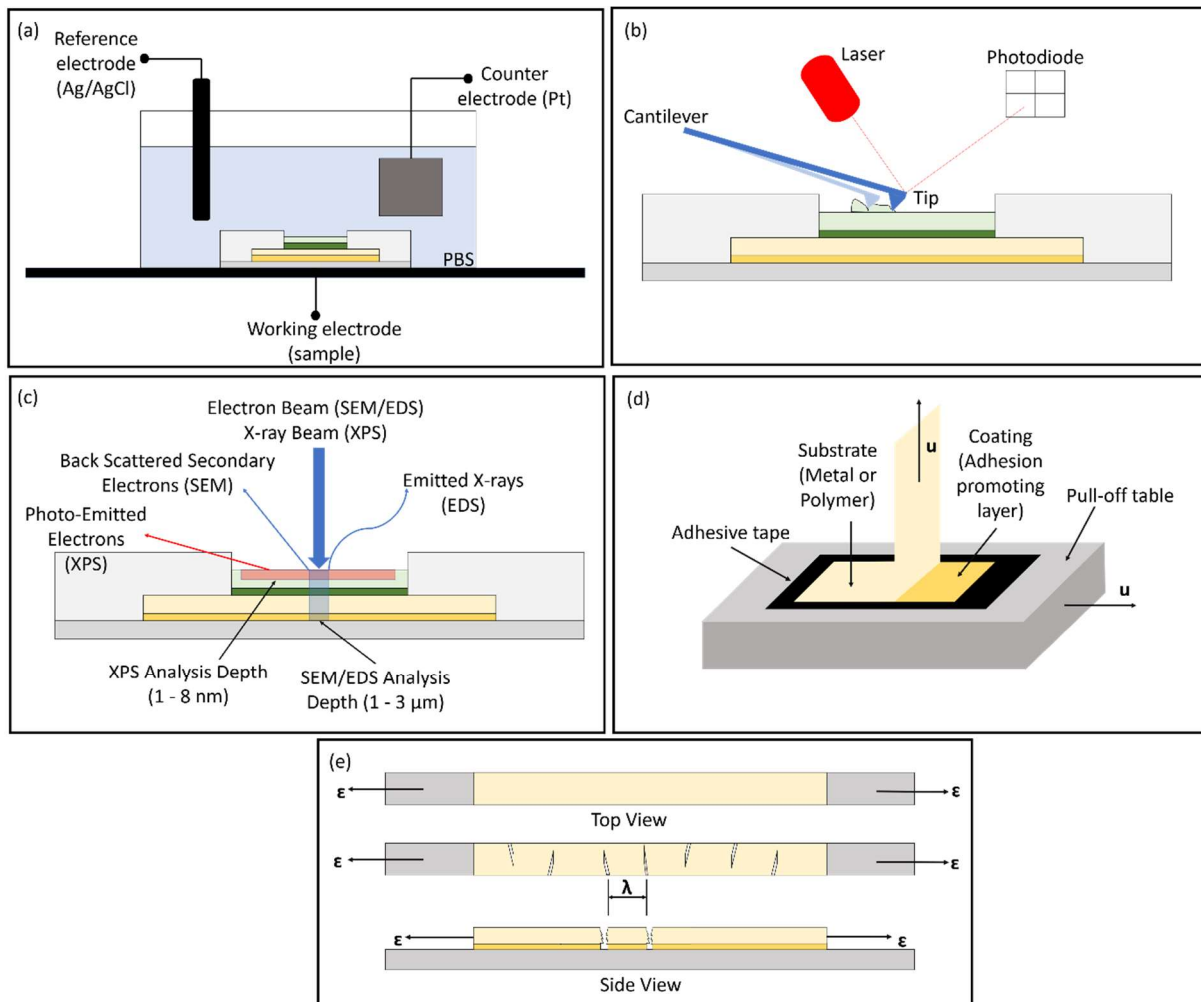 (a)
Reference
electrode
(Ag/AgCl)
Counter
electrode (Pt)
PBS
Working electrode
(sample)
(b)
Laser
Photodiode
Cantilever
Tip
(c)
Electron Beam (SEM/EDS)
X-ray Beam (XPS)
Back Scattered Secondary
Electrons (SEM)
Emitted X-rays
(EDS)
Photo-Emitted
Electrons
(XPS)
XPS Analysis Depth
(1 - 8 nm)
SEM/EDS Analysis
Depth (1 - 3 μm)
(d)
u
Substrate
(Metal or
Polymer)
Coating
(Adhesion
promoting
layer)
Pull-off table
Adhesive tape
u
(e)
ε
ε
Top View
ε
ε
λ
ε
ε
Side View